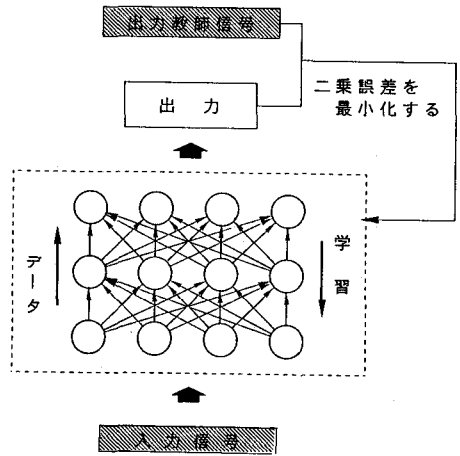 出力教師信号
出力
二乗誤差を
最小化する
データ
学習
入力信号